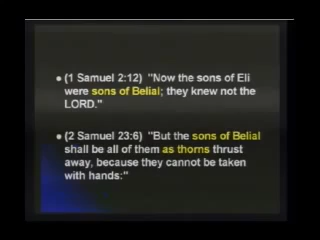 • (1 Samuel 2:12)  "Now the sons of Eli
were sons of Belial; they knew not the
LORD."
• (2 Samuel 23:6)  "But the sons of Belial
shall be all of them as thorns thrust
away, because they cannot be taken
with hands:"